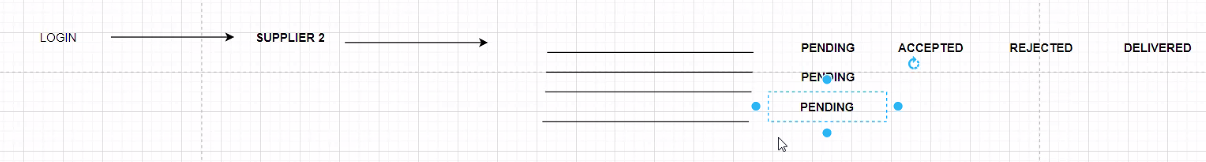 LOGIN SUPPLIER 2
PENDING ACCEPTED REJECTED DELIVERED
PENDING
PENDING